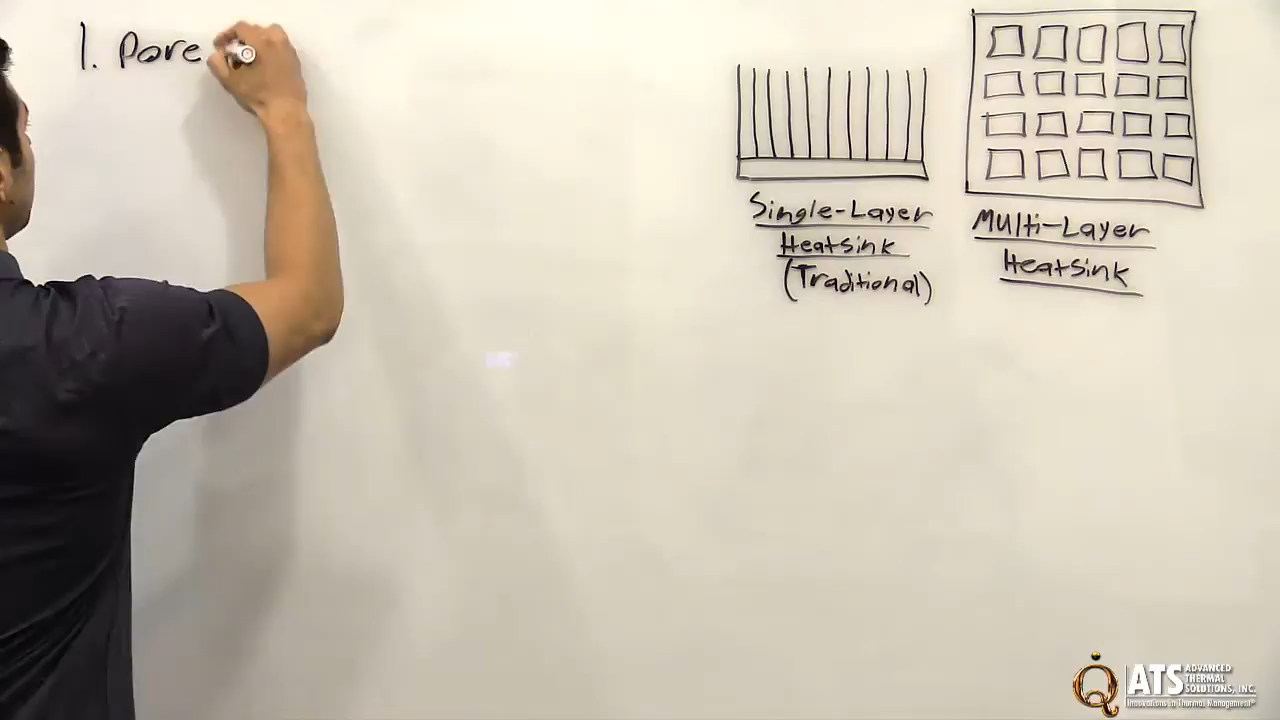 1. Pore
Single-Layer
Heatsink
(Traditional)
Multi-Layer
Heatsink
ATS ADVANCED
THERMAL
SOLUTIONS, INC.
Innovations in Thermal Management®